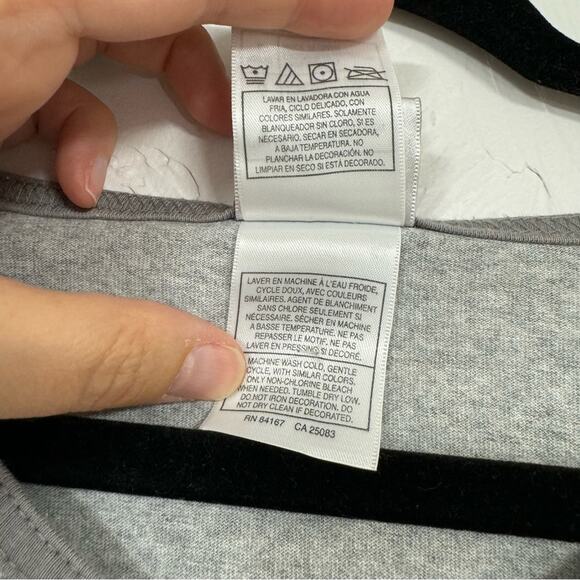 LAVAR EN LAVADORA CON AGUA
FRIA, CICLO DELICADO, CON
COLORES SIMILARES. SOLAMENTE
BLANQUEADOR SIN CLORO, SI ES
NECESARIO. SECAR EN SECADORA,
A BAJA TEMPERATURA. NO
PLANCHAR LA DECORACIÓN. NO
LIMPIAR EN SECO SI ESTÁ DECORADO.
LAVER EN MACHINE À L'EAU FROIDE,
CYCLE DOUX, AVEC COULEURS
SIMILAIRES. AGENT DE BLANCHIMENT
SANS CHLORE SEULEMENT SI
NÉCESSAIRE. SÉCHER EN MACHINE
A BASSE TEMPÉRATURE. NE PAS
REPASSER LE MOTIF. NE PAS
LAVER EN PRESSING SI DÉCORÉ.
MACHINE WASH COLD, GENTLE
CYCLE, WITH SIMILAR COLORS.
ONLY NON-CHLORINE BLEACH
WHEN NEEDED. TUMBLE DRY LOW.
DO NOT IRON DECORATION. DO
NOT DRY CLEAN IF DECORATED.
RN 84167 CA 25083